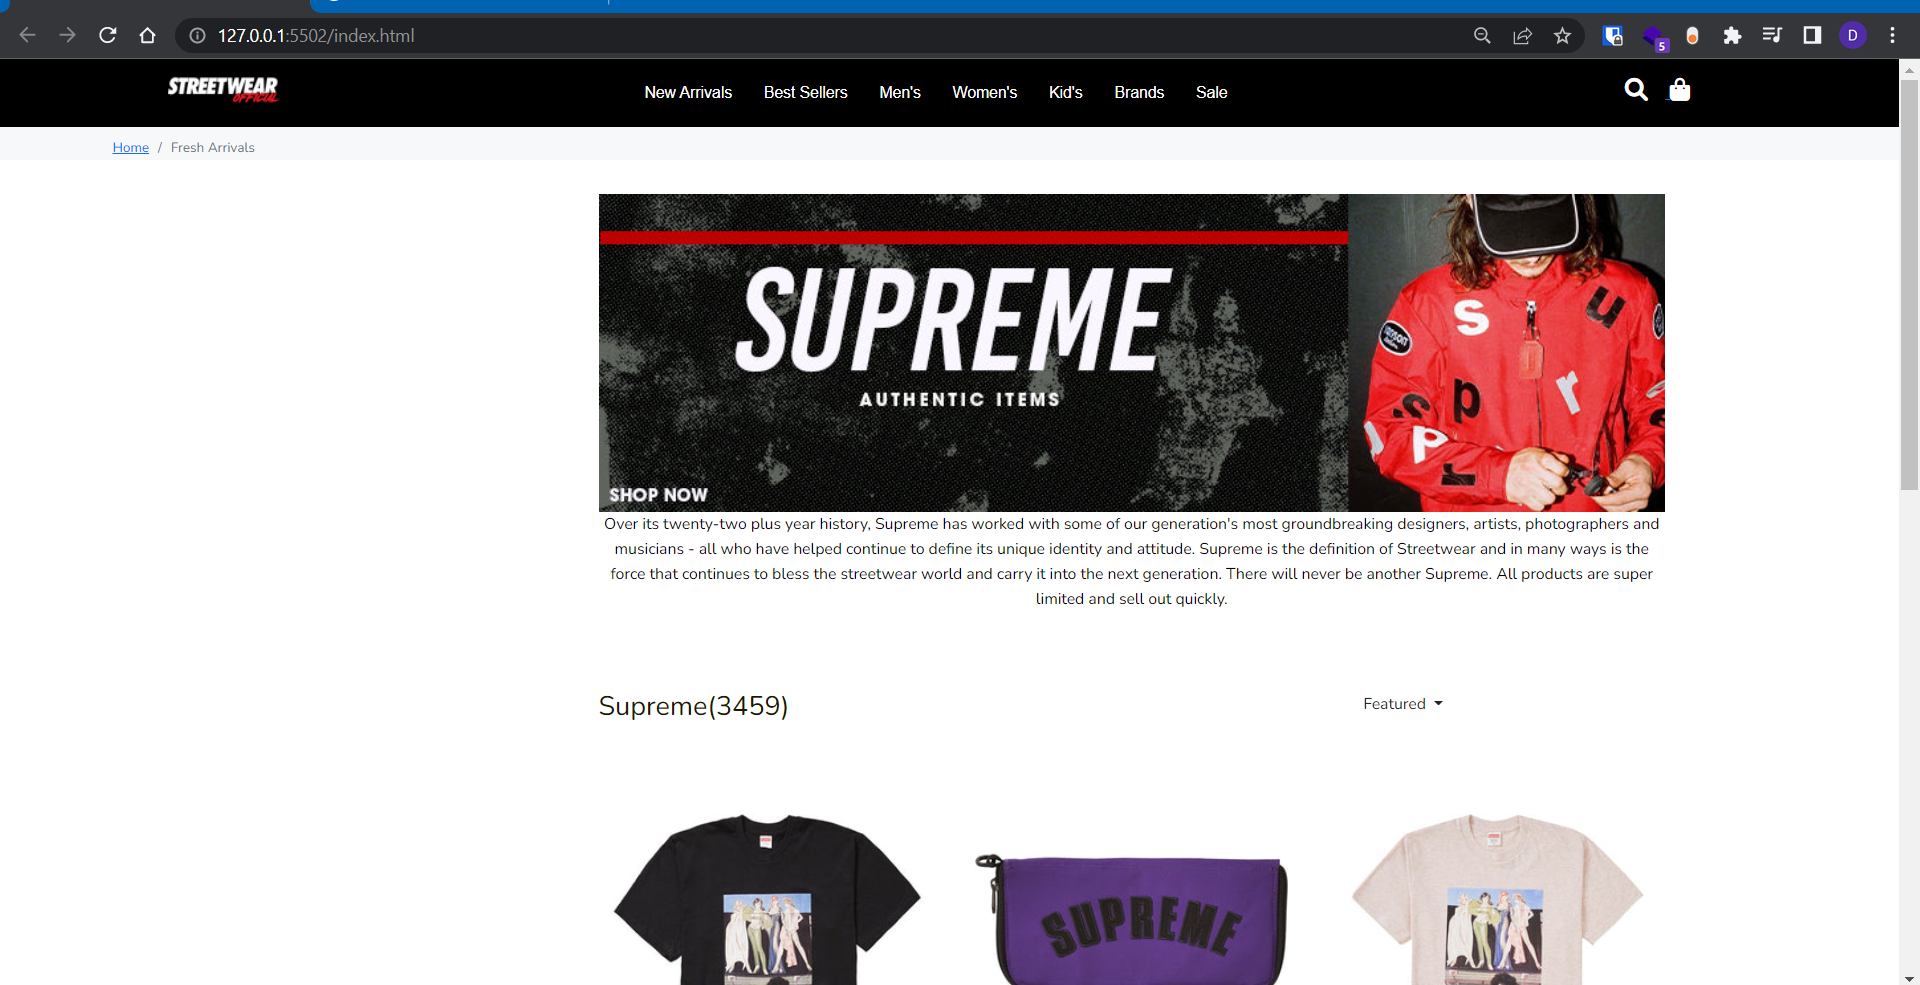 127.0.0.1:5502/index.html
5
D
STREETWEAR
OFFICIAL
New Arrivals Best Sellers Men's Women's Kid's Brands Sale
Home / Fresh Arrivals
SUPREME
AUTHENTIC ITEMS
SHOP NOW
Over its twenty-two plus year history, Supreme has worked with some of our generation's most groundbreaking designers, artists, photographers and
musicians - all who have helped continue to define its unique identity and attitude. Supreme is the definition of Streetwear and in many ways is the
force that continues to bless the streetwear world and carry it into the next generation. There will never be another Supreme. All products are super
limited and sell out quickly.
Supreme(3459)
Featured
SUPREME